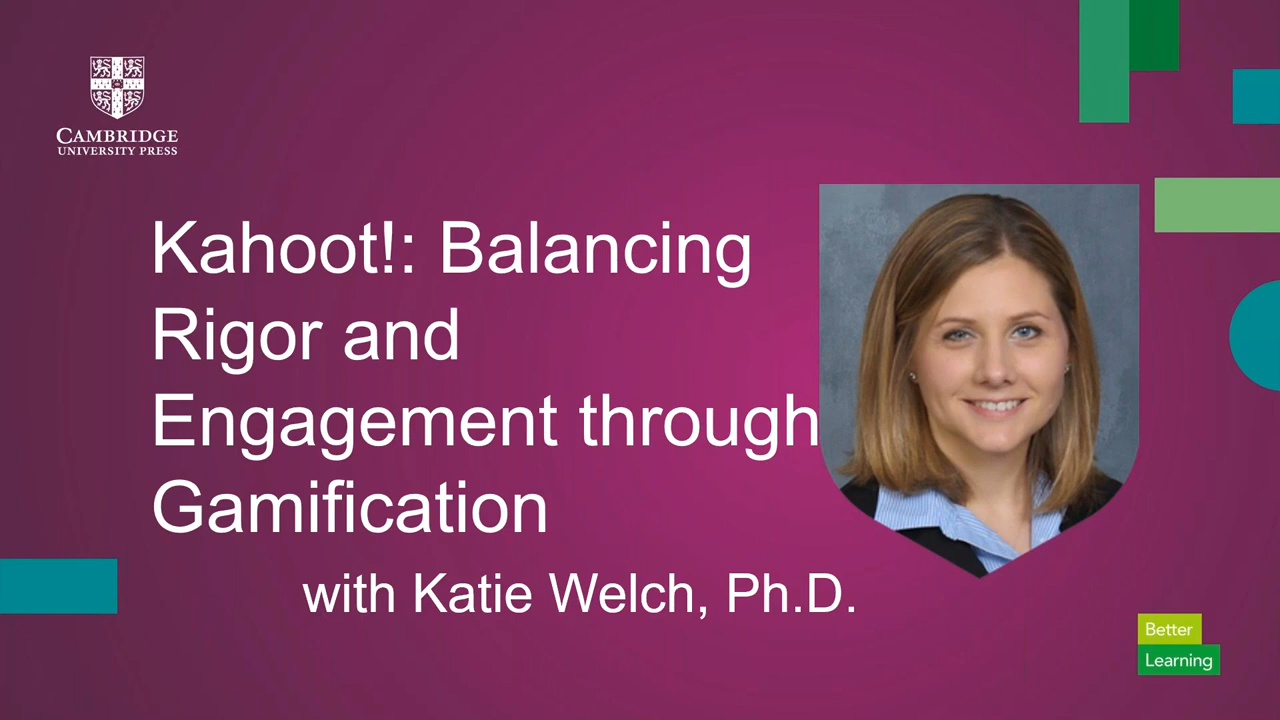 CAMBRIDGE
UNIVERSITY PRESS
Kahoot!: Balancing
Rigor and
Engagement through
Gamification
with Katie Welch, Ph.D.
Better
Learning